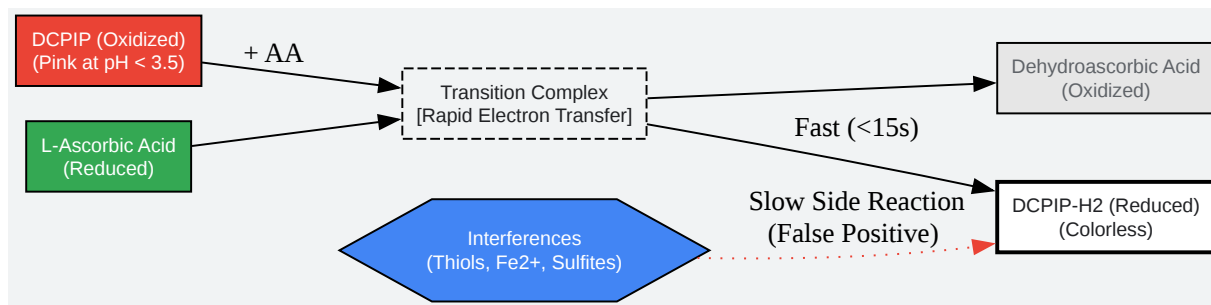 DCPIP (Oxidized)
(Pink at pH < 3.5)
+ AA
L-Ascorbic Acid
(Reduced)
Transition Complex
[Rapid Electron Transfer]
Dehydroascorbic Acid
(Oxidized)
Fast (<15s)
DCPIP-H2 (Reduced)
(Colorless)
Slow Side Reaction
(False Positive)
Interferences
(Thiols, Fe2+, Sulfites)